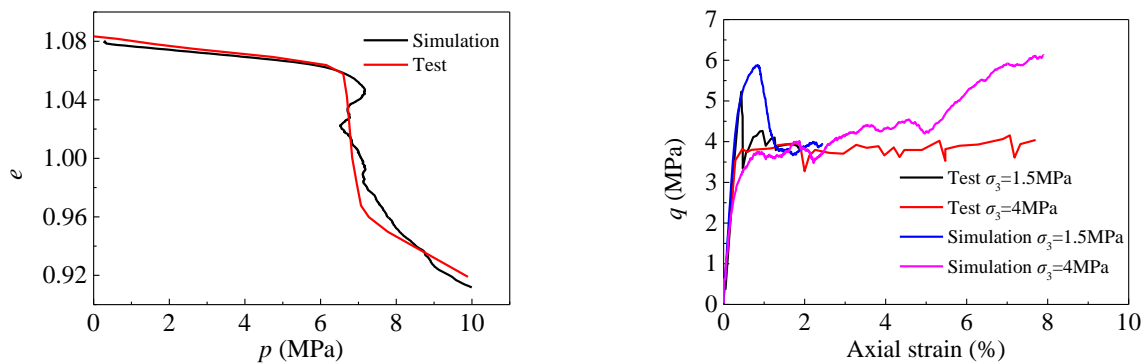 1.08
1.04
1.00
0.96
0.92
e
0 2 4 6 8 10
p (MPa)
Simulation
Test
7
6
5
4
3
2
1
0
q (MPa)
0 2 4 6 8 10
Axial strain (%)
Test σ₃=1.5MPa
Test σ₃=4MPa
Simulation σ₃=1.5MPa
Simulation σ₃=4MPa